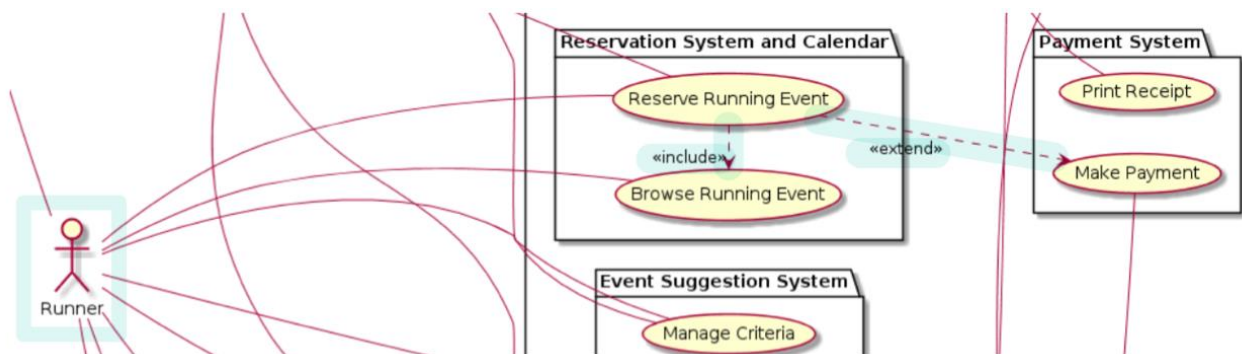 Reservation System and Calendar
Payment System
Reserve Running Event
Print Receipt
«include»
«extend»
Make Payment
Browse Running Event
Runner
Event Suggestion System
Manage Criteria